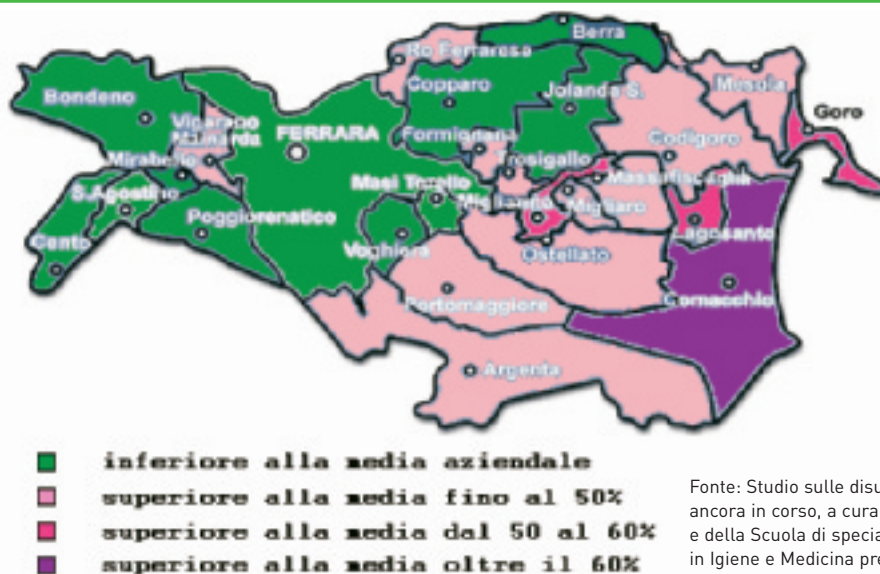 Berra
Ro Ferrarese
Mesola
Copparo
Jolanda S.
Bondeno
Goro
Vigarano
Mainarda
FERRARA
Formignana
Codigoro
Mirabello
Tresigallo
Massafiscaglia
Masi Torello
S.Agostino
Migliarino
Migliaro
Poggiorenatico
Lagosanto
Cento
Voghiera
Ostellato
Comacchio
Portomaggiore
Argenta
inferiore alla media aziendale
superiore alla media fino al 50%
superiore alla media dal 50 al 60%
superiore alla media oltre il 60%
Fonte: Studio sulle disu
ancora in corso, a cura
e della Scuola di specia
in Igiene e Medicina pre